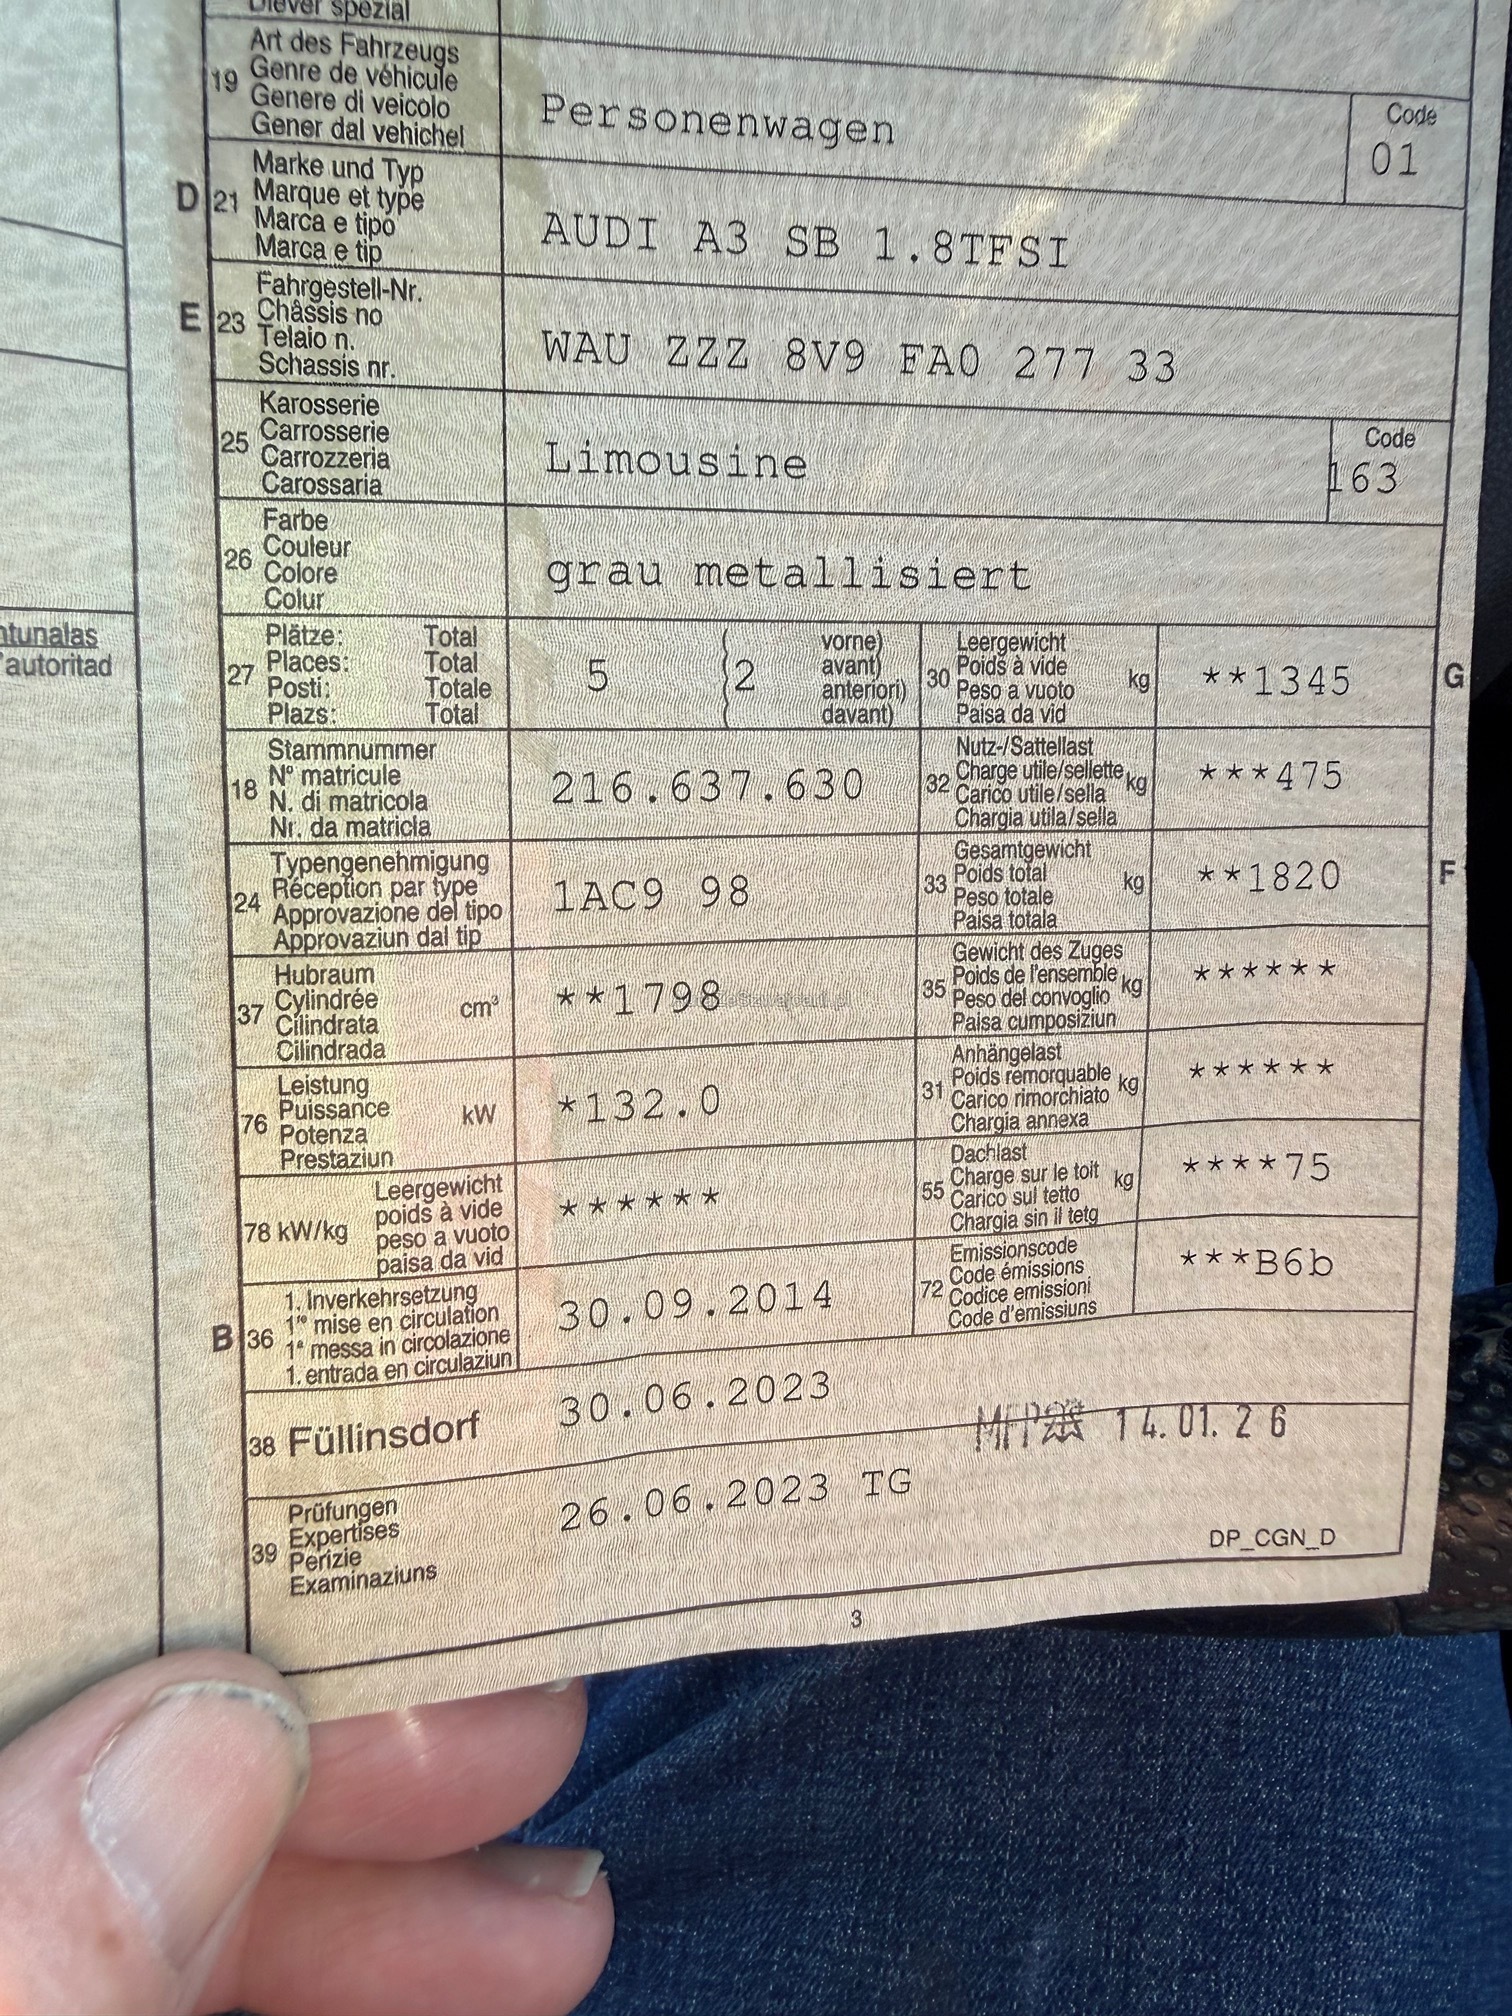 Diever spezial
19 Art des Fahrzeugs
Genre de véhicule
Genere di veicolo
Gener dal vehichel
Personenwagen
Code
01
D 21 Marke und Typ
Marque et type
Marca e tipo
Marca e tip
AUDI A3 SB 1.8TFSI
E 23 Fahrgestell-Nr.
Châssis no
Telaio n.
Schassis nr.
WAU ZZZ 8V9 FA0 277 33
25 Karosserie
Carrosserie
Carrozzeria
Carossaria
Limousine
Code
163
26 Farbe
Couleur
Colore
Colur
grau metallisiert
ntunalas
'autoritad
27 Plätze: Total
Places: Total
Posti: Totale
Plazs: Total
5 2
vorne)
avant)
anteriori)
davant)
30 Leergewicht
Poids à vide
Peso a vuoto
Paisa da vid
kg **1345 G
18 Stammnummer
N° matricule
N. di matricola
Nr. da matricla
216.637.630
32 Nutz-/Sattellast
Charge utile/sellette
Carico utile/sella
Chargia utila/sella
kg ***475
24 Typengenehmigung
Réception par type
Approvazione del tipo
Approvaziun dal tip
1AC9 98
33 Gesamtgewicht
Poids total
Peso totale
Paisa totala
kg **1820 F
37 Hubraum
Cylindrée
Cilindrata
Cilindrada
cm³ **1798
35 Gewicht des Zuges
Poids de l'ensemble
Peso del convoglio
Paisa cumposiziun
kg ******
76 Leistung
Puissance
Potenza
Prestaziun
kW *132.0
31 Anhängelast
Poids remorquable
Carico rimorchiato
Chargia annexa
kg ******
78 kW/kg Leergewicht
poids à vide
peso a vuoto
paisa da vid
******
55 Dachlast
Charge sur le toit
Carico sul tetto
Chargia sin il tetg
kg ****75
B 36 1. Inverkehrsetzung
1re mise en circulation
1a messa in circolazione
1. entrada en circulaziun
30.09.2014
72 Emissionscode
Code émissions
Codice emissioni
Code d'emissiuns
***B6b
38 Füllinsdorf 30.06.2023
14.01.26
39 Prüfungen
Expertises
Perizie
Examinaziuns
26.06.2023 TG
DP_CGN_D
3